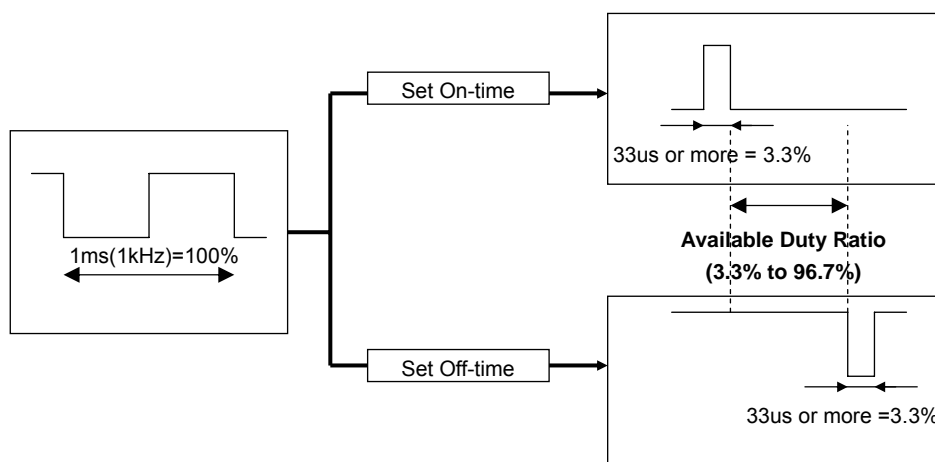 Set On-time
33us or more = 3.3%
1ms(1kHz)=100%
Available Duty Ratio
(3.3% to 96.7%)
Set Off-time
33us or more =3.3%